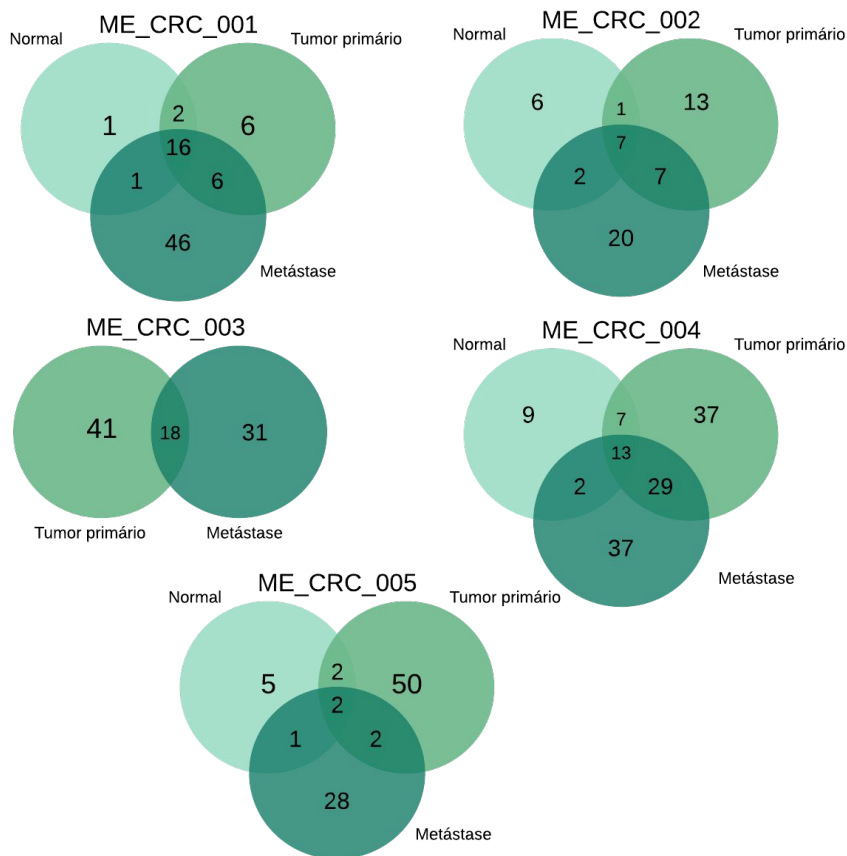 ME_CRC_001
Normal
Tumor primário
1
2
6
16
1
6
46
Metástase
ME_CRC_002
Normal
Tumor primário
6
1
13
7
2
7
20
Metástase
ME_CRC_003
41
18
31
Tumor primário
Metástase
ME_CRC_004
Normal
Tumor primário
9
7
37
13
2
29
37
Metástase
ME_CRC_005
Normal
Tumor primário
5
2
50
2
1
2
28
Metástase